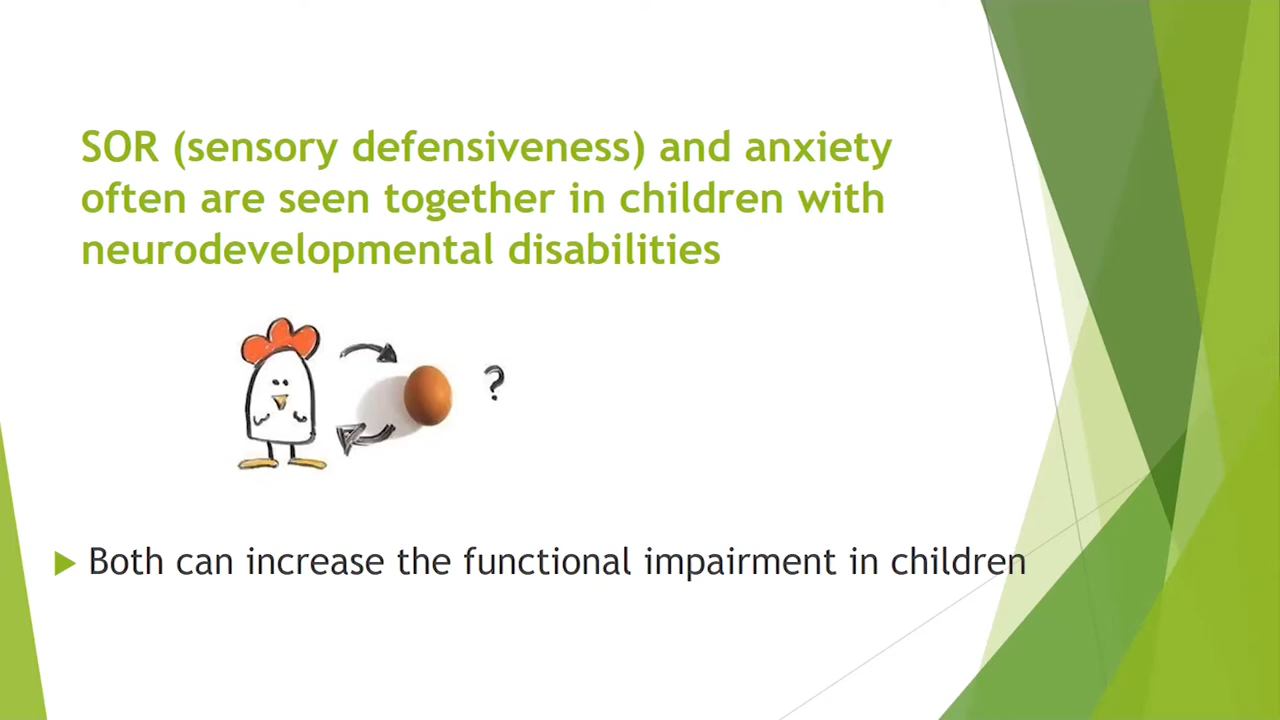 SOR (sensory defensiveness) and anxiety
often are seen together in children with
neurodevelopmental disabilities
?
Both can increase the functional impairment in children